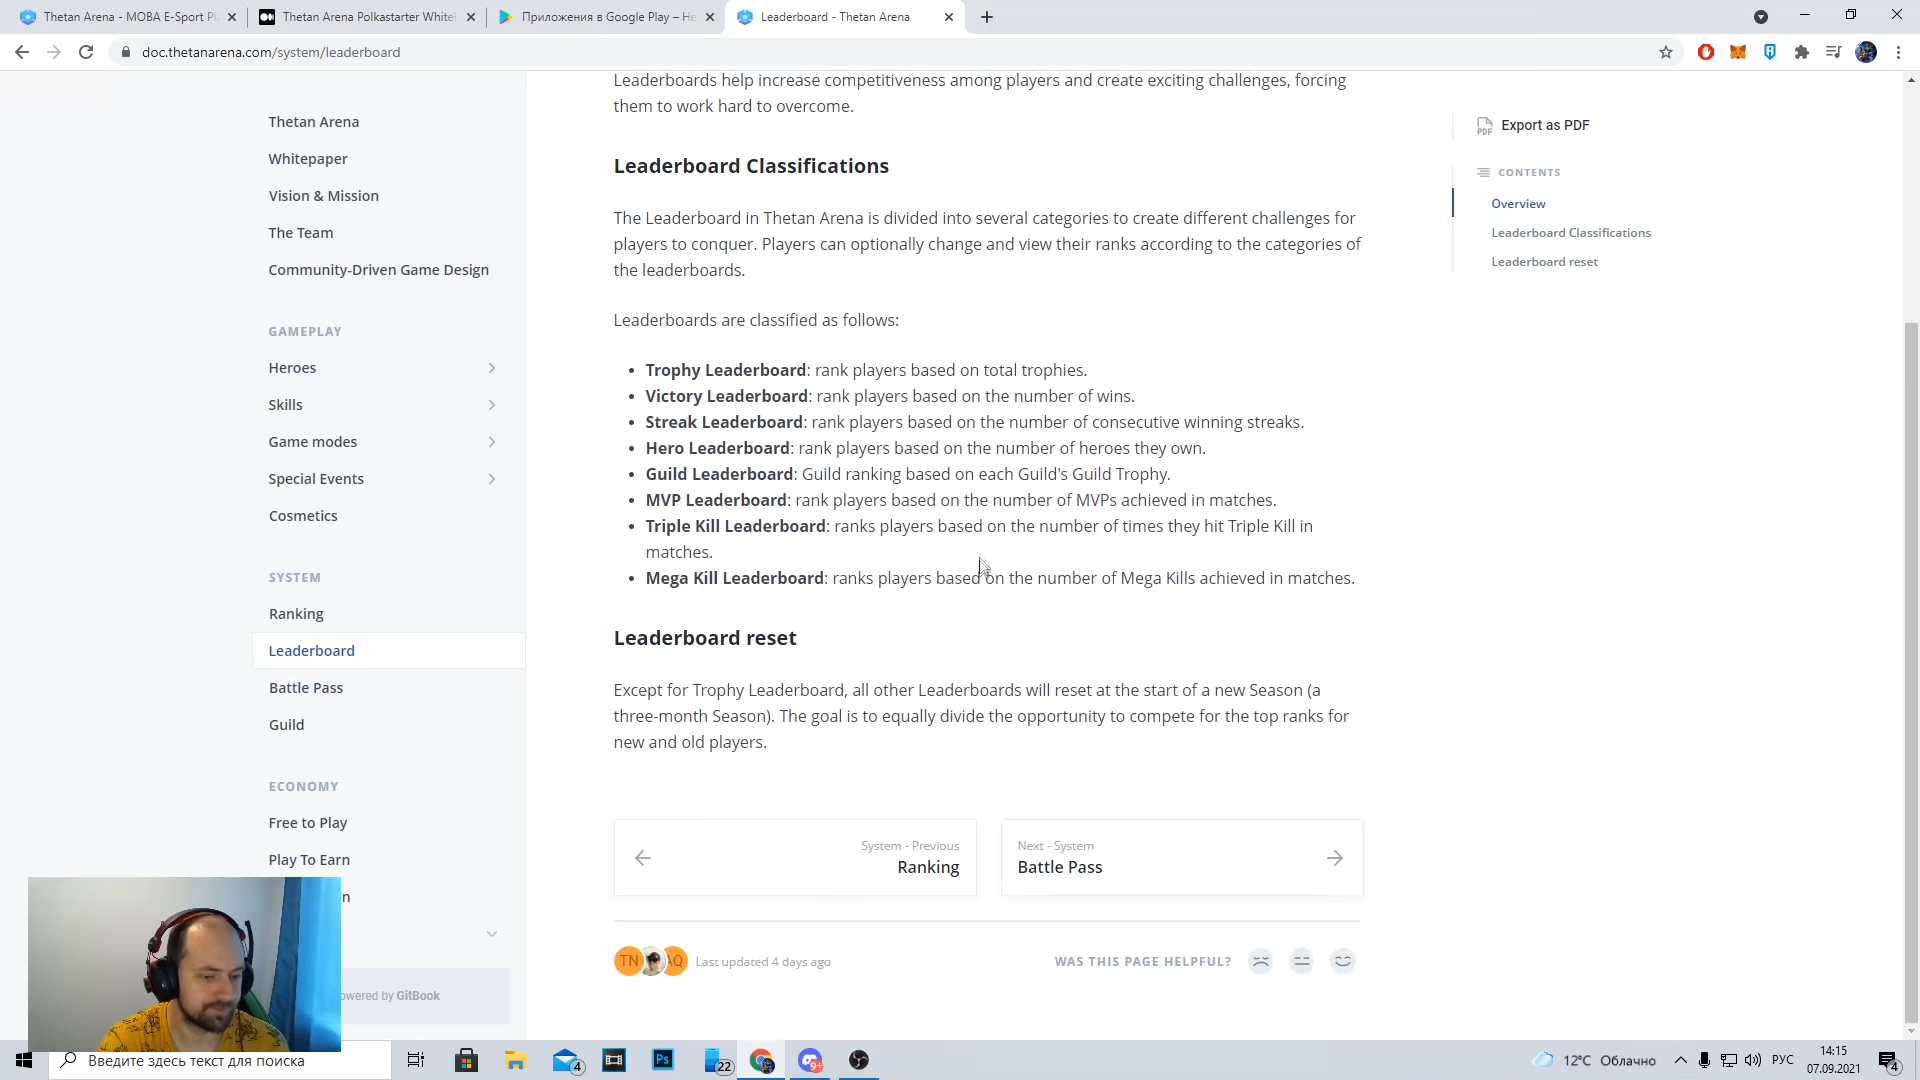 Thetan Arena - MOBA E-Sport Pl
Thetan Arena Polkastarter Whitel
Приложения в Google Play – Не
Leaderboard - Thetan Arena
doc.thetanarena.com/system/leaderboard
Leaderboards help increase competitiveness among players and create exciting challenges, forcing
them to work hard to overcome.
Leaderboard Classifications
The Leaderboard in Thetan Arena is divided into several categories to create different challenges for
players to conquer. Players can optionally change and view their ranks according to the categories of
the leaderboards.
Leaderboards are classified as follows:
• Trophy Leaderboard: rank players based on total trophies.
• Victory Leaderboard: rank players based on the number of wins.
• Streak Leaderboard: rank players based on the number of consecutive winning streaks.
• Hero Leaderboard: rank players based on the number of heroes they own.
• Guild Leaderboard: Guild ranking based on each Guild's Guild Trophy.
• MVP Leaderboard: rank players based on the number of MVPs achieved in matches.
• Triple Kill Leaderboard: ranks players based on the number of times they hit Triple Kill in
matches.
• Mega Kill Leaderboard: ranks players based on the number of Mega Kills achieved in matches.
Leaderboard reset
Except for Trophy Leaderboard, all other Leaderboards will reset at the start of a new Season (a
three-month Season). The goal is to equally divide the opportunity to compete for the top ranks for
new and old players.
System - Previous
Ranking
Next - System
Battle Pass
TN
AQ
Last updated 4 days ago
WAS THIS PAGE HELPFUL?
Thetan Arena
Whitepaper
Vision & Mission
The Team
Community-Driven Game Design
GAMEPLAY
Heroes
Skills
Game modes
Special Events
Cosmetics
SYSTEM
Ranking
Leaderboard
Battle Pass
Guild
ECONOMY
Free to Play
Play To Earn
n
owered by GitBook
PDF
Export as PDF
CONTENTS
Overview
Leaderboard Classifications
Leaderboard reset
Введите здесь текст для поиска
4
Ps
22
9+
12°C Облачно
РУС
14:15
07.09.2021
4